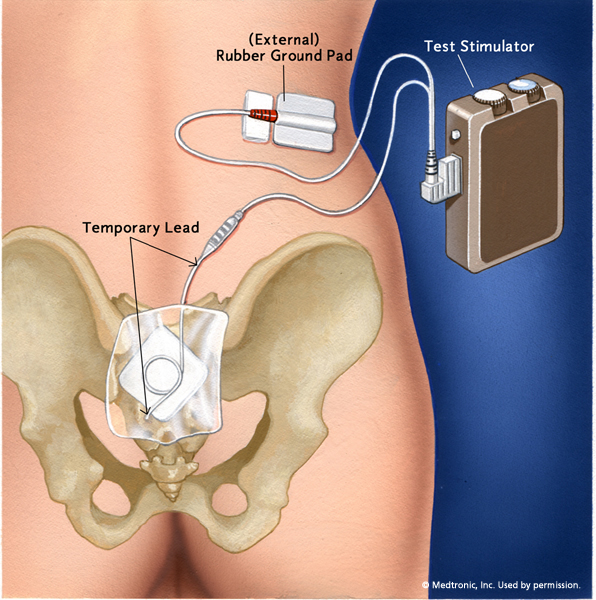 (External)
Rubber Ground Pad
Test Stimulator
Temporary Lead
© Medtronic, Inc. Used by permission.